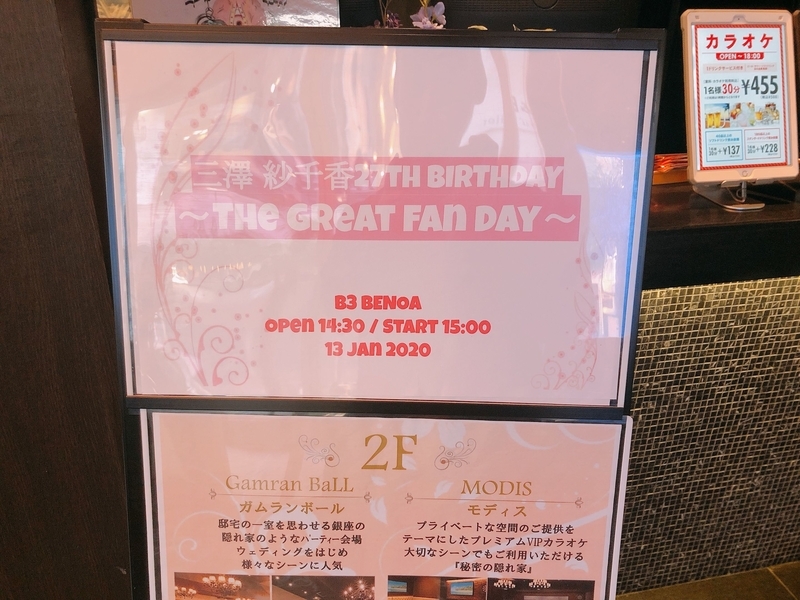 三澤 紗千香27TH BIRTHDAY
～THE GREAT FAN DAY～
B3 BENOA
OPEN 14:30 / START 15:00
13 JAN 2020
2F
Gamran BaLL
ガムランボール
邸宅の一室を思わせる銀座の
隠れ家のようなパーティー会場
ウェディングをはじめ
様々なシーンに人気
MODIS
モディス
プライベートな空間のご提供を
テーマにしたプレミアムVIPカラオケ
大切なシーンでもご利用いただける
『秘密の隠れ家』
カラオケ
OPEN～18:00
1名様30分 ¥455
+¥137
+¥228